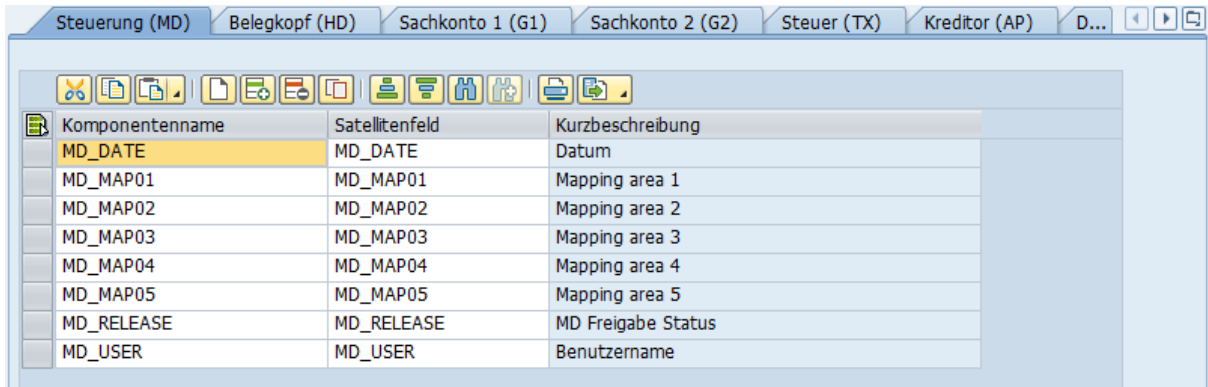 Steuerung (MD) Belegkopf (HD) Sachkonto 1 (G1) Sachkonto 2 (G2) Steuer (TX) Kreditor (AP) D...
Komponentenname Satellitenfeld Kurzbeschreibung
MD_DATE MD_DATE Datum
MD_MAP01 MD_MAP01 Mapping area 1
MD_MAP02 MD_MAP02 Mapping area 2
MD_MAP03 MD_MAP03 Mapping area 3
MD_MAP04 MD_MAP04 Mapping area 4
MD_MAP05 MD_MAP05 Mapping area 5
MD_RELEASE MD_RELEASE MD Freigabe Status
MD_USER MD_USER Benutzername